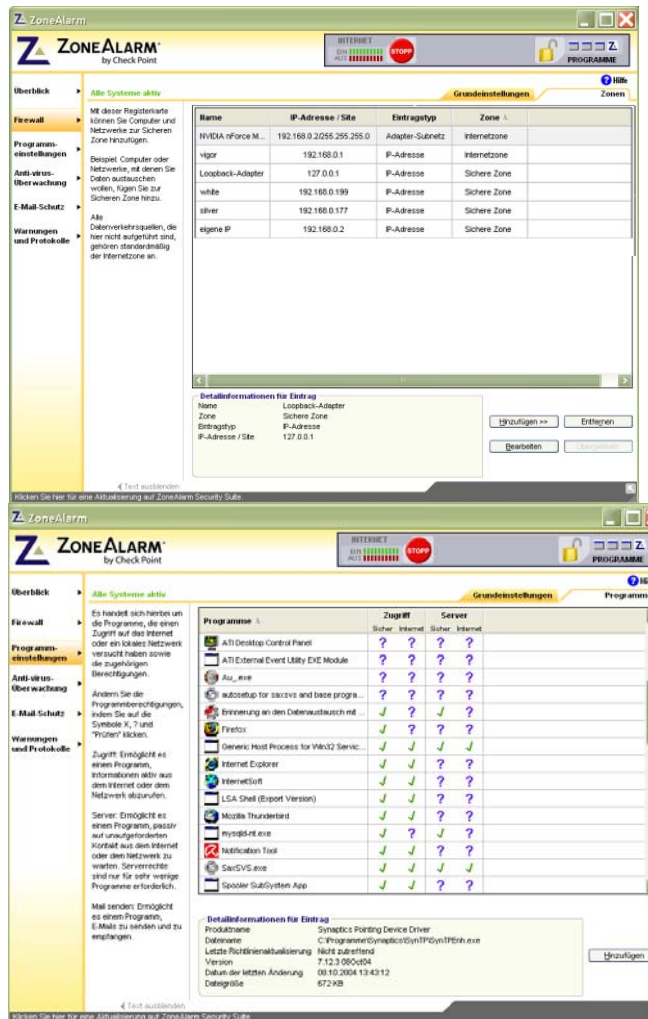 ZoneAlarm
ZONEALARM
by Check Point
INTERNET
EIN
AUS
STOPP
PROGRAMME
Hilfe
Überblick
Firewall
Programm-
einstellungen
Anti-virus-
Überwachung
E-Mail-Schutz
Warnungen
und Protokolle
Alle Systeme aktiv
Grundeinstellungen
Zonen
Mit dieser Registerkarte
können Sie Computer und
Netzwerke zur Sicheren
Zone hinzufügen.
Beispiel: Computer oder
Netzwerke, mit denen Sie
Daten austauschen
wollen, fügen Sie zur
Sicheren Zone hinzu.
Alle
Datenverkehrsquellen, die
hier nicht aufgeführt sind,
gehören standardmäßig
der Internetzone an.
Name IP-Adresse / Site Eintragstyp Zone
NVIDIA nForce M... 192.168.0.2/255.255.255.0 Adapter-Subnetz Internetzone
vigor 192.168.0.1 IP-Adresse Internetzone
Loopback-Adapter 127.0.0.1 IP-Adresse Sichere Zone
white 192.168.0.199 IP-Adresse Sichere Zone
silver 192.168.0.177 IP-Adresse Sichere Zone
eigene IP 192.168.0.2 IP-Adresse Sichere Zone
Detailinformationen für Eintrag
Name Loopback-Adapter
Zone Sichere Zone
Eintragstyp IP-Adresse
IP-Adresse / Site 127.0.0.1
Hinzufügen >> Entfernen
Bearbeiten
Text ausblenden
Klicken Sie hier für eine Aktualisierung auf ZoneAlarm Security Suite.
ZoneAlarm
ZONEALARM
by Check Point
INTERNET
EIN
AUS
STOPP
PROGRAMME
Hi
Überblick
Firewall
Programm-
einstellungen
Anti-virus-
Überwachung
E-Mail-Schutz
Warnungen
und Protokolle
Alle Systeme aktiv
Grundeinstellungen
Programm
Es handelt sich hierbei um
die Programme, die einen
Zugriff auf das Internet
oder ein lokales Netzwerk
versucht haben sowie
die zugehörigen
Berechtigungen.
Ändern Sie die
Programmberechtigungen,
indem Sie auf die
Symbole X, ? und
"Prüfen" klicken.
Zugriff: Ermöglicht es
einem Programm,
Informationen aktiv aus
dem Internet oder dem
Netzwerk abzurufen.
Server: Ermöglicht es
einem Programm, passiv
auf unaufgeforderten
Kontakt aus dem Internet
oder dem Netzwerk zu
warten. Serverrechte
sind nur für sehr wenige
Programme erforderlich.
Mail senden: Ermöglicht
es einem Programm,
E-Mails zu senden und zu
empfangen.
Programme Zugriff Server
Sicher Internet Sicher Internet
ATI Desktop Control Panel ? ? ? ?
ATI External Event Utility EXE Module ? ? ? ?
Au_.exe ? ? ? ?
autosetup for saxsvs and base progra... ? ? ? ?
Erinnerung an den Datenaustausch mit ... √ ? √ ?
Firefox √ ? ? ?
Generic Host Process for Win32 Servic... √ √ √ √
Internet Explorer √ √ ? ?
InternetSoft √ √ ? ?
LSA Shell (Export Version) √ √ ? ?
Mozilla Thunderbird √ √ ? ?
mysqld-nt.exe √ ? √ ?
Notification Tool √ √ ? ?
SaxSVS.exe √ √ √ √
Spooler SubSystem App √ √ ? ?
Detailinformationen für Eintrag
Produktname Synaptics Pointing Device Driver
Dateiname C:\Programme\Synaptics\SynTP\SynTPEnh.exe
Letzte Richtlinienaktualisierung Nicht zutreffend
Version 7.12.3 08Oct04
Datum der letzten Änderung 08.10.2004 13:43:12
Dateigröße 672 KB
Hinzufügen
Text ausblenden
Klicken Sie hier für eine Aktualisierung auf ZoneAlarm Security Suite.